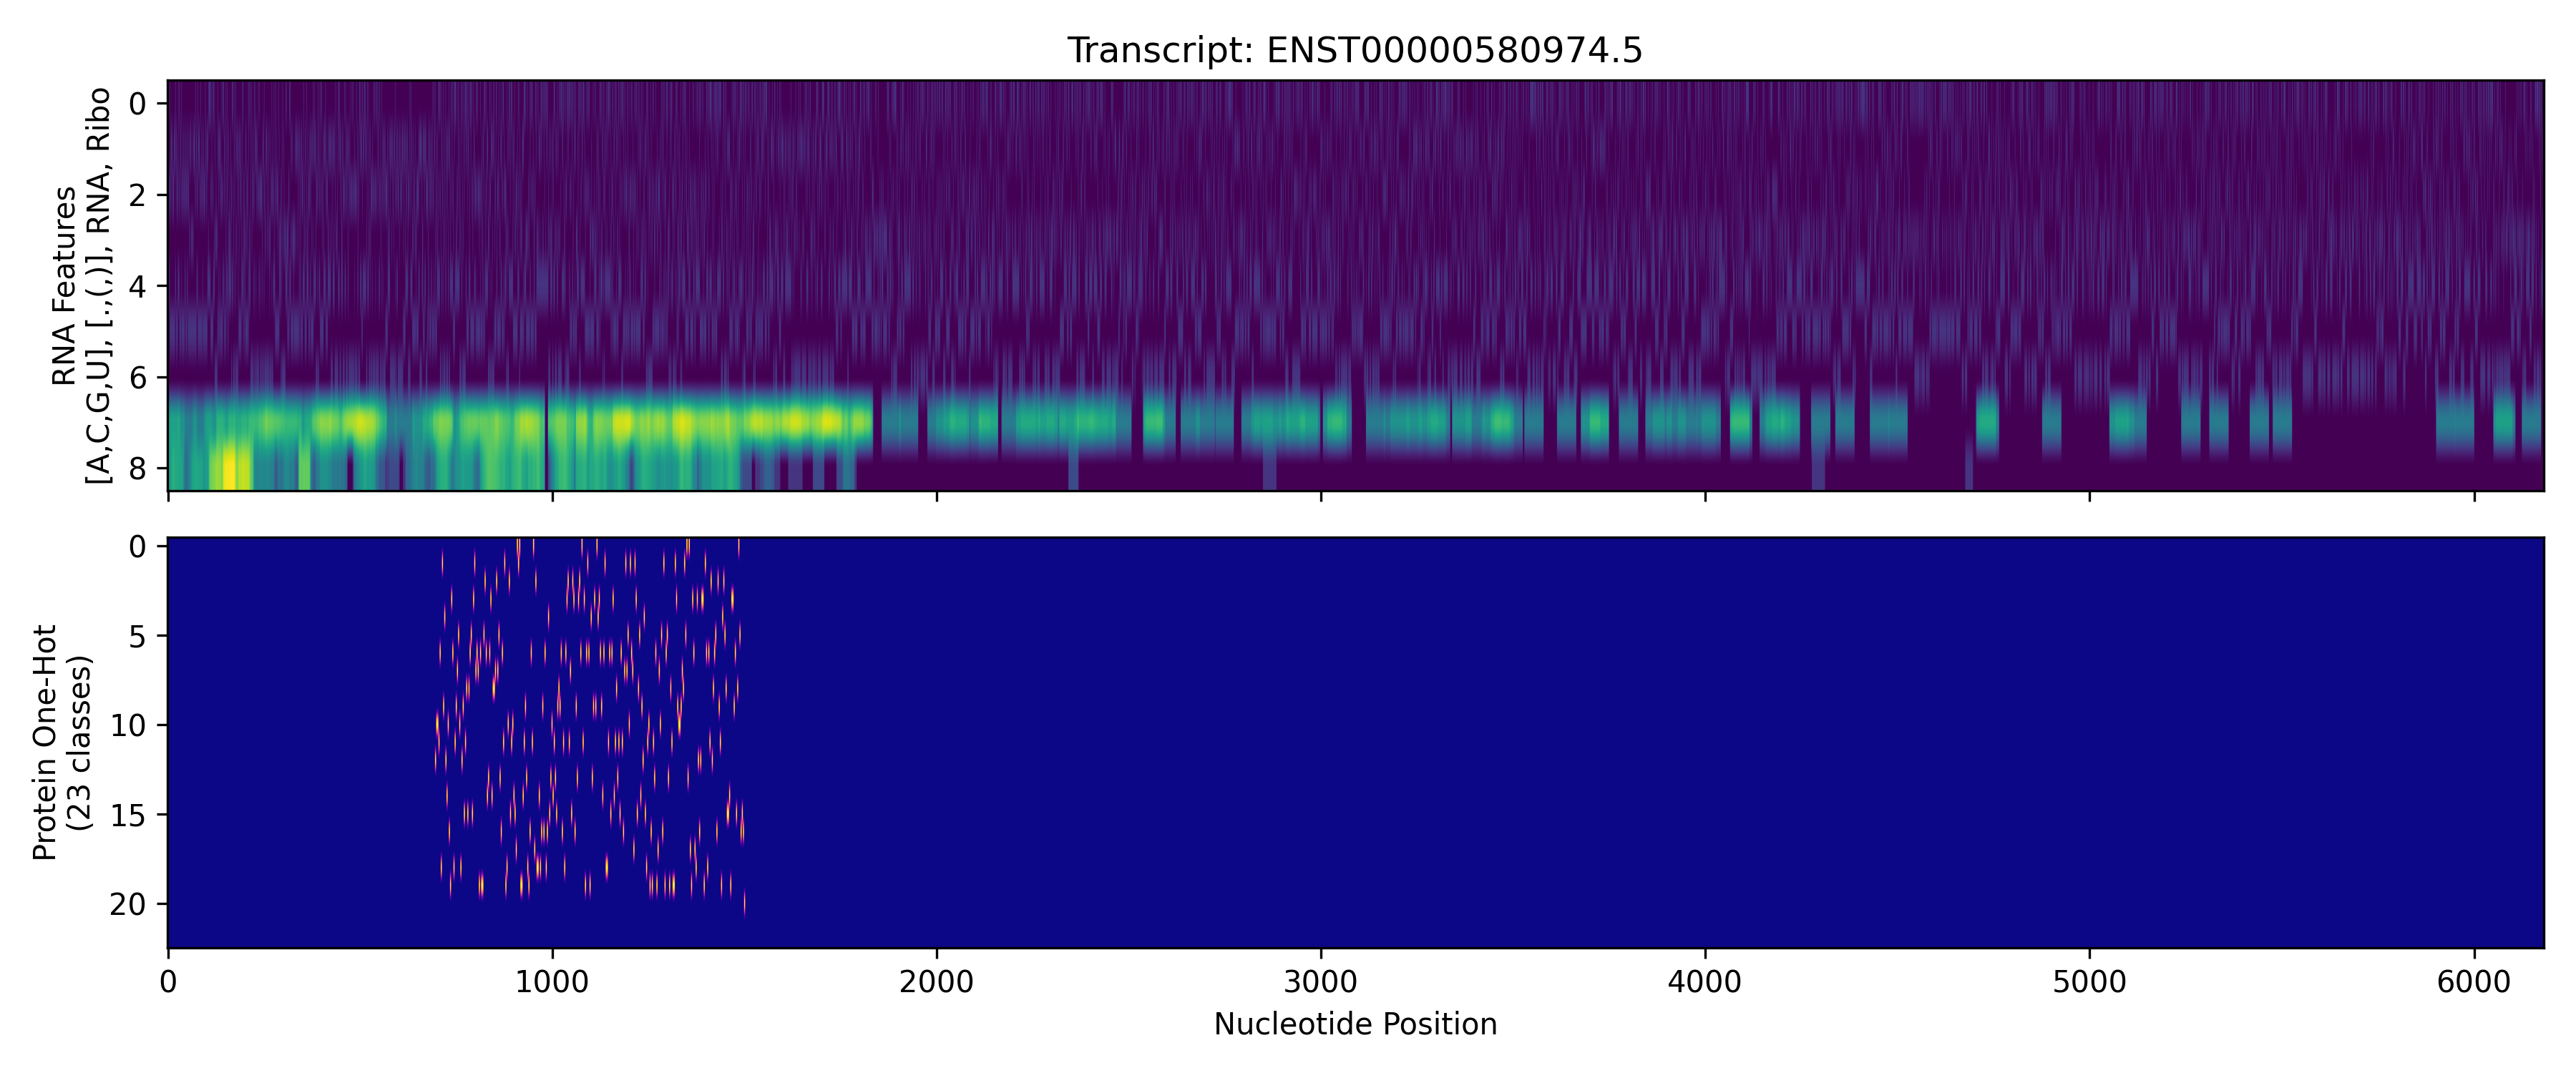 Transcript: ENST00000580974.5
RNA Features
[A,C,G,U], [.,(,)], RNA, Ribo
0
2
4
6
8
Protein One-Hot
(23 classes)
0
5
10
15
20
0 1000 2000 3000 4000 5000 6000
Nucleotide Position